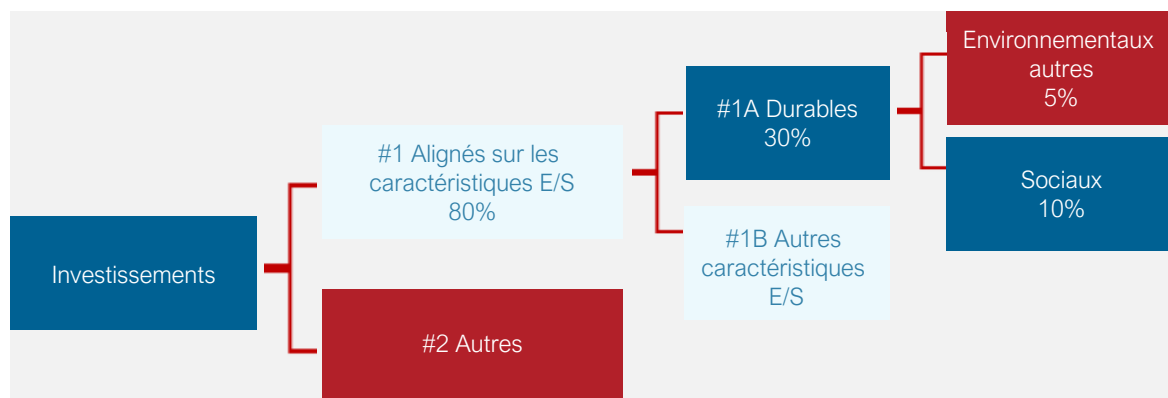 Investissements
#1 Alignés sur les
caractéristiques E/S
80%
#2 Autres
#1A Durables
30%
#1B Autres
caractéristiques
E/S
Environnementaux
autres
5%
Sociaux
10%